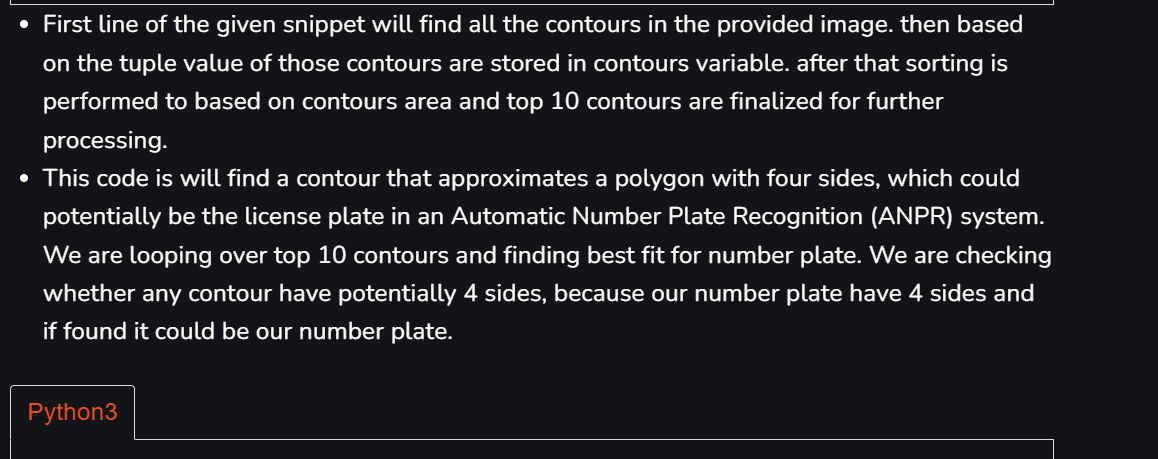 • First line of the given snippet will find all the contours in the provided image. then based
on the tuple value of those contours are stored in contours variable. after that sorting is
performed to based on contours area and top 10 contours are finalized for further
processing.
• This code is will find a contour that approximates a polygon with four sides, which could
potentially be the license plate in an Automatic Number Plate Recognition (ANPR) system.
We are looping over top 10 contours and finding best fit for number plate. We are checking
whether any contour have potentially 4 sides, because our number plate have 4 sides and
if found it could be our number plate.
Python3